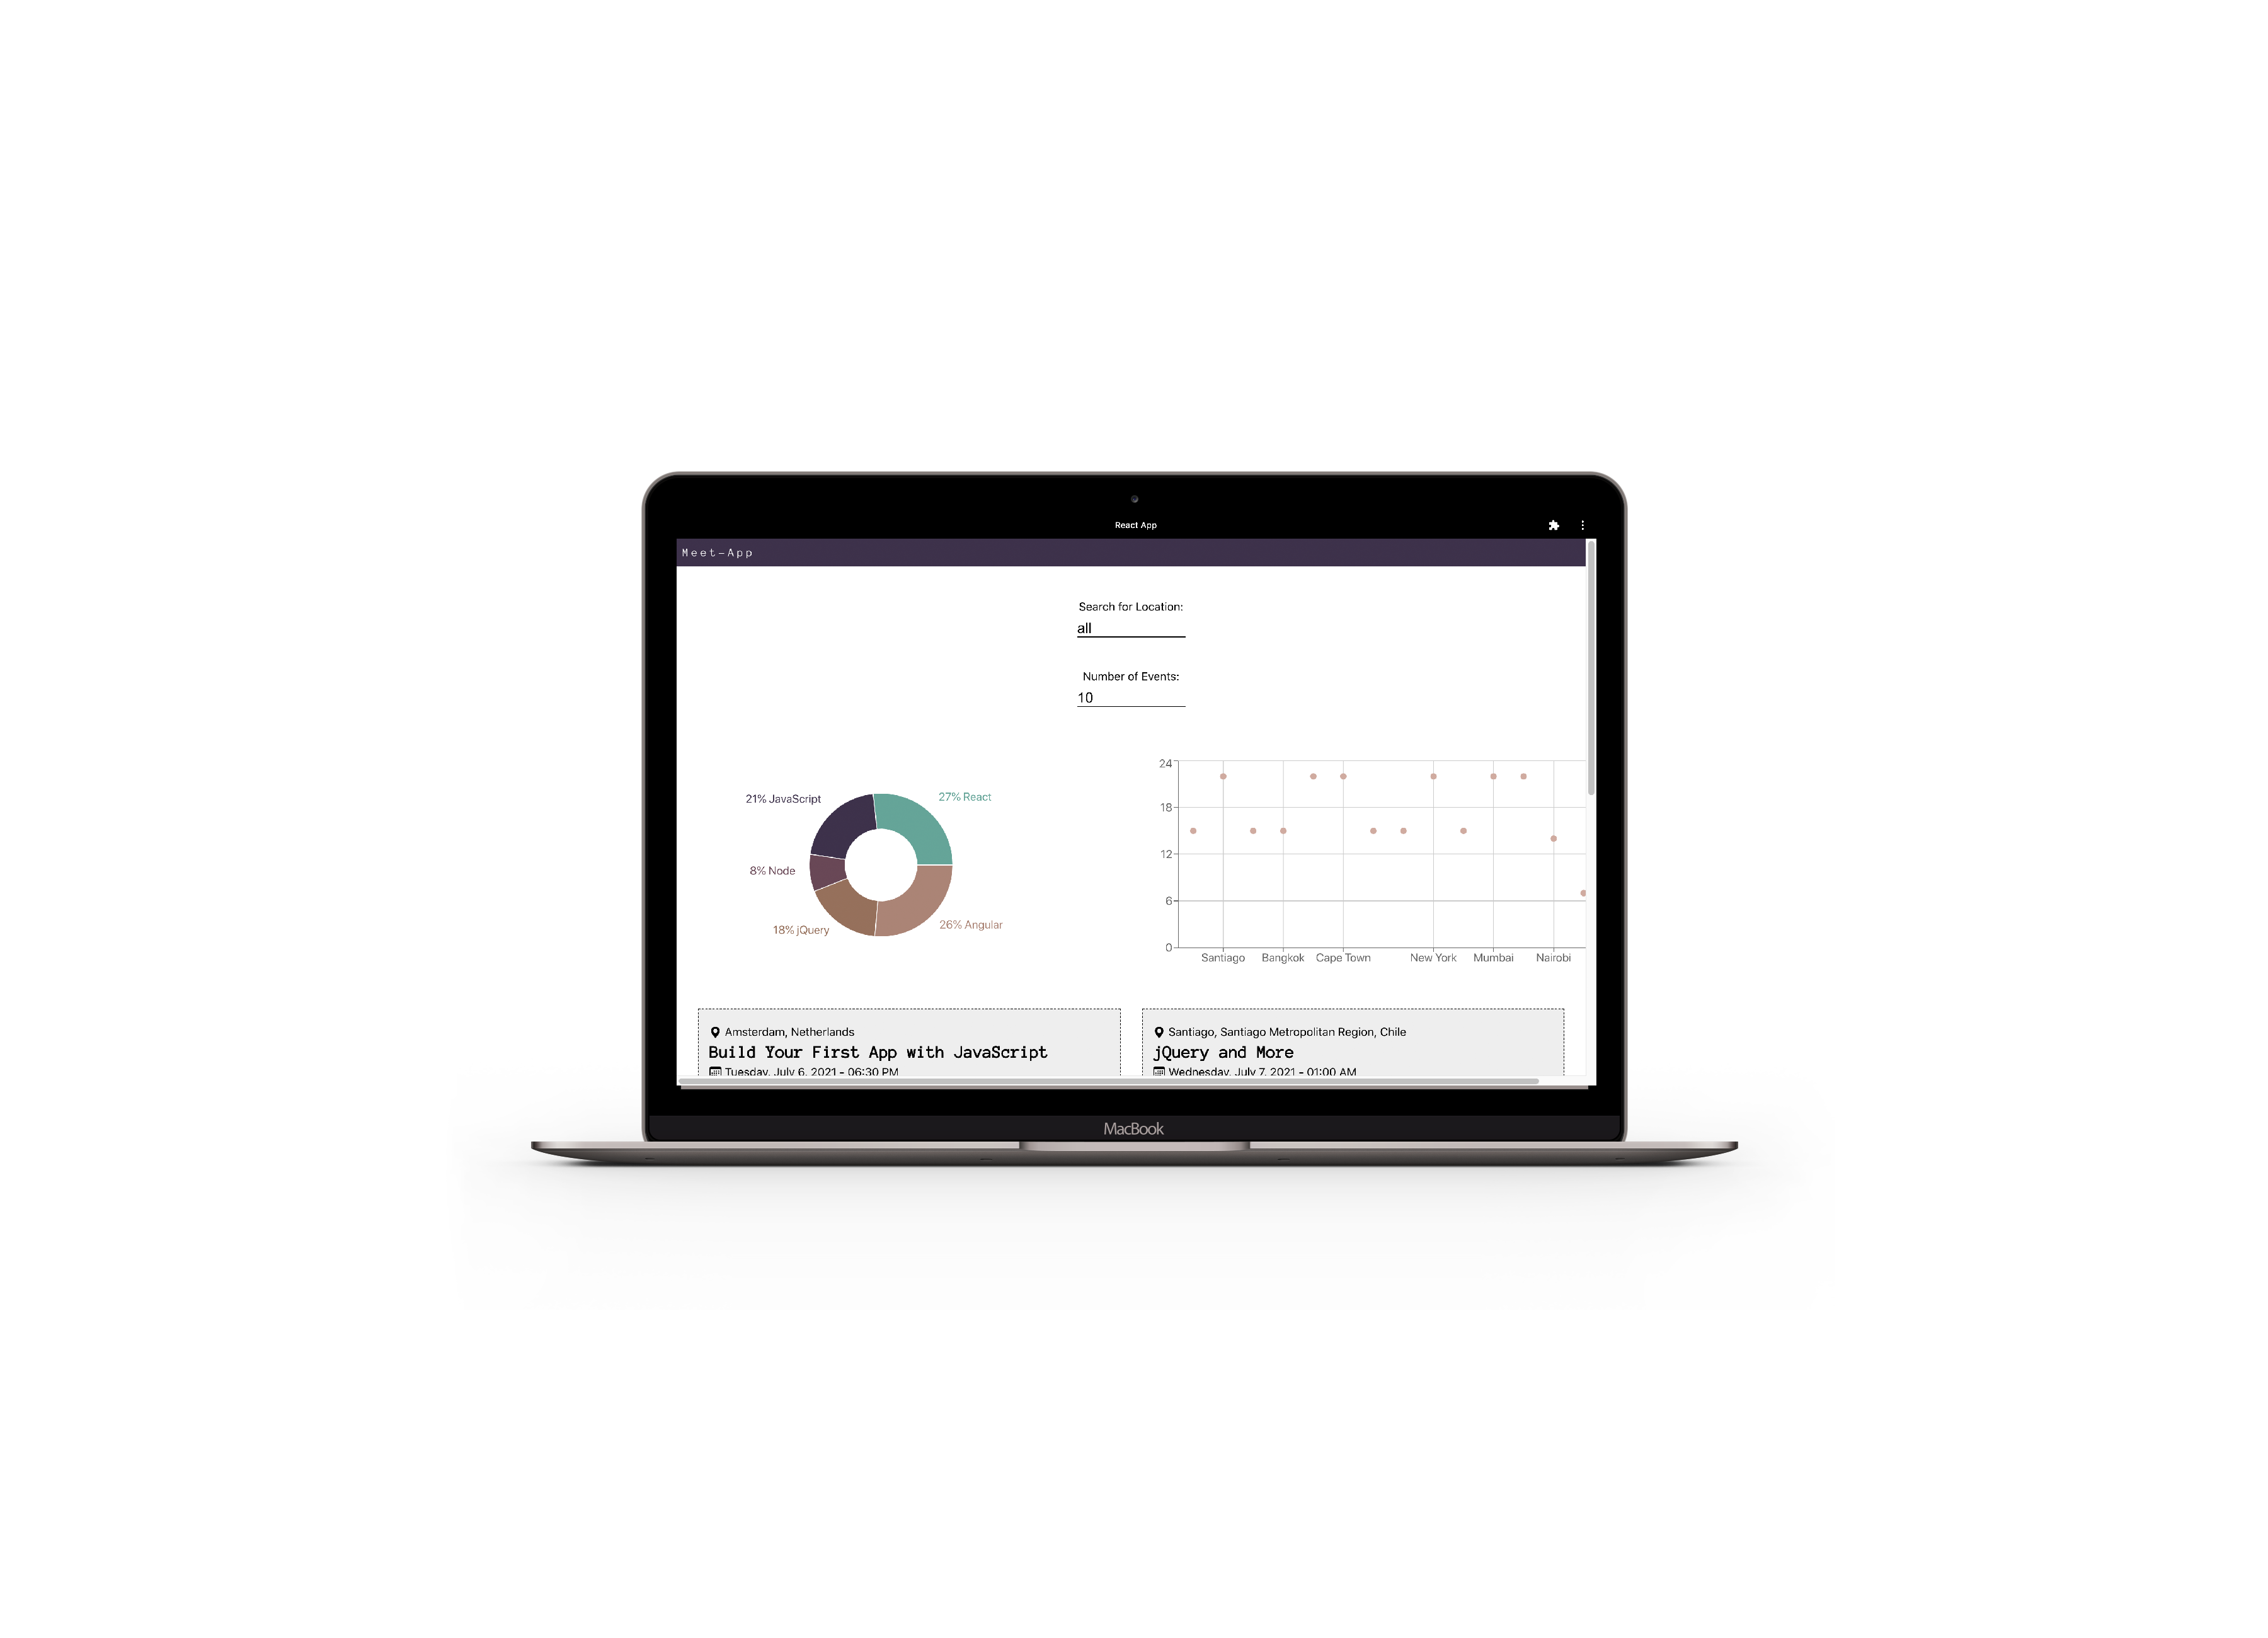 React App
Meet-App
Search for Location:
all
Number of Events:
10
21% JavaScript
27% React
8% Node
18% jQuery
26% Angular
24
18
12
6
0
Santiago Bangkok Cape Town New York Mumbai Nairobi
Amsterdam, Netherlands
Build Your First App with JavaScript
Tuesday, July 6, 2021 - 06:30 PM
Santiago, Santiago Metropolitan Region, Chile
jQuery and More
Wednesday, July 7, 2021 - 01:00 AM
MacBook